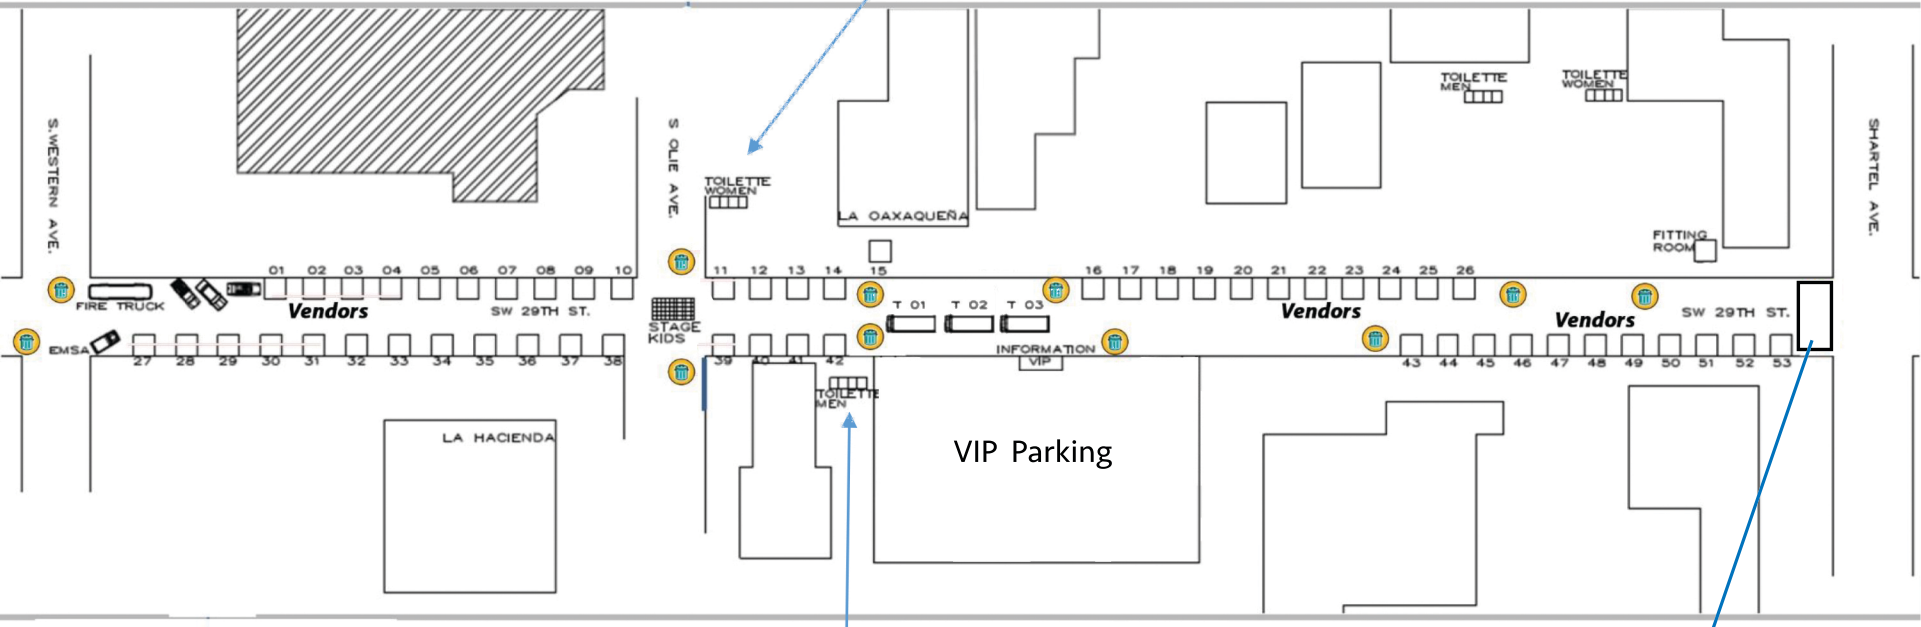 TOILETTE
MEN
TOILETTE
WOMEN
S.WESTERN AVE.
S OLIE AVE.
SHARTEL AVE.
TOILETTE
WOMEN
LA OAXAQUEÑA
FITTING
ROOM
01 02 03 04 05 06 07 08 09 10 11 12 13 14 15 16 17 18 19 20 21 22 23 24 25 26
FIRE TRUCK
Vendors
SW 29TH ST.
T 01 T 02 T 03
Vendors
Vendors
SW 29TH ST.
STAGE
KIDS
EMSA
INFORMATION
VIP
27 28 29 30 31 32 33 34 35 36 37 38 39 40 41 42 43 44 45 46 47 48 49 50 51 52 53
TOILETTE
MEN
LA HACIENDA
VIP Parking